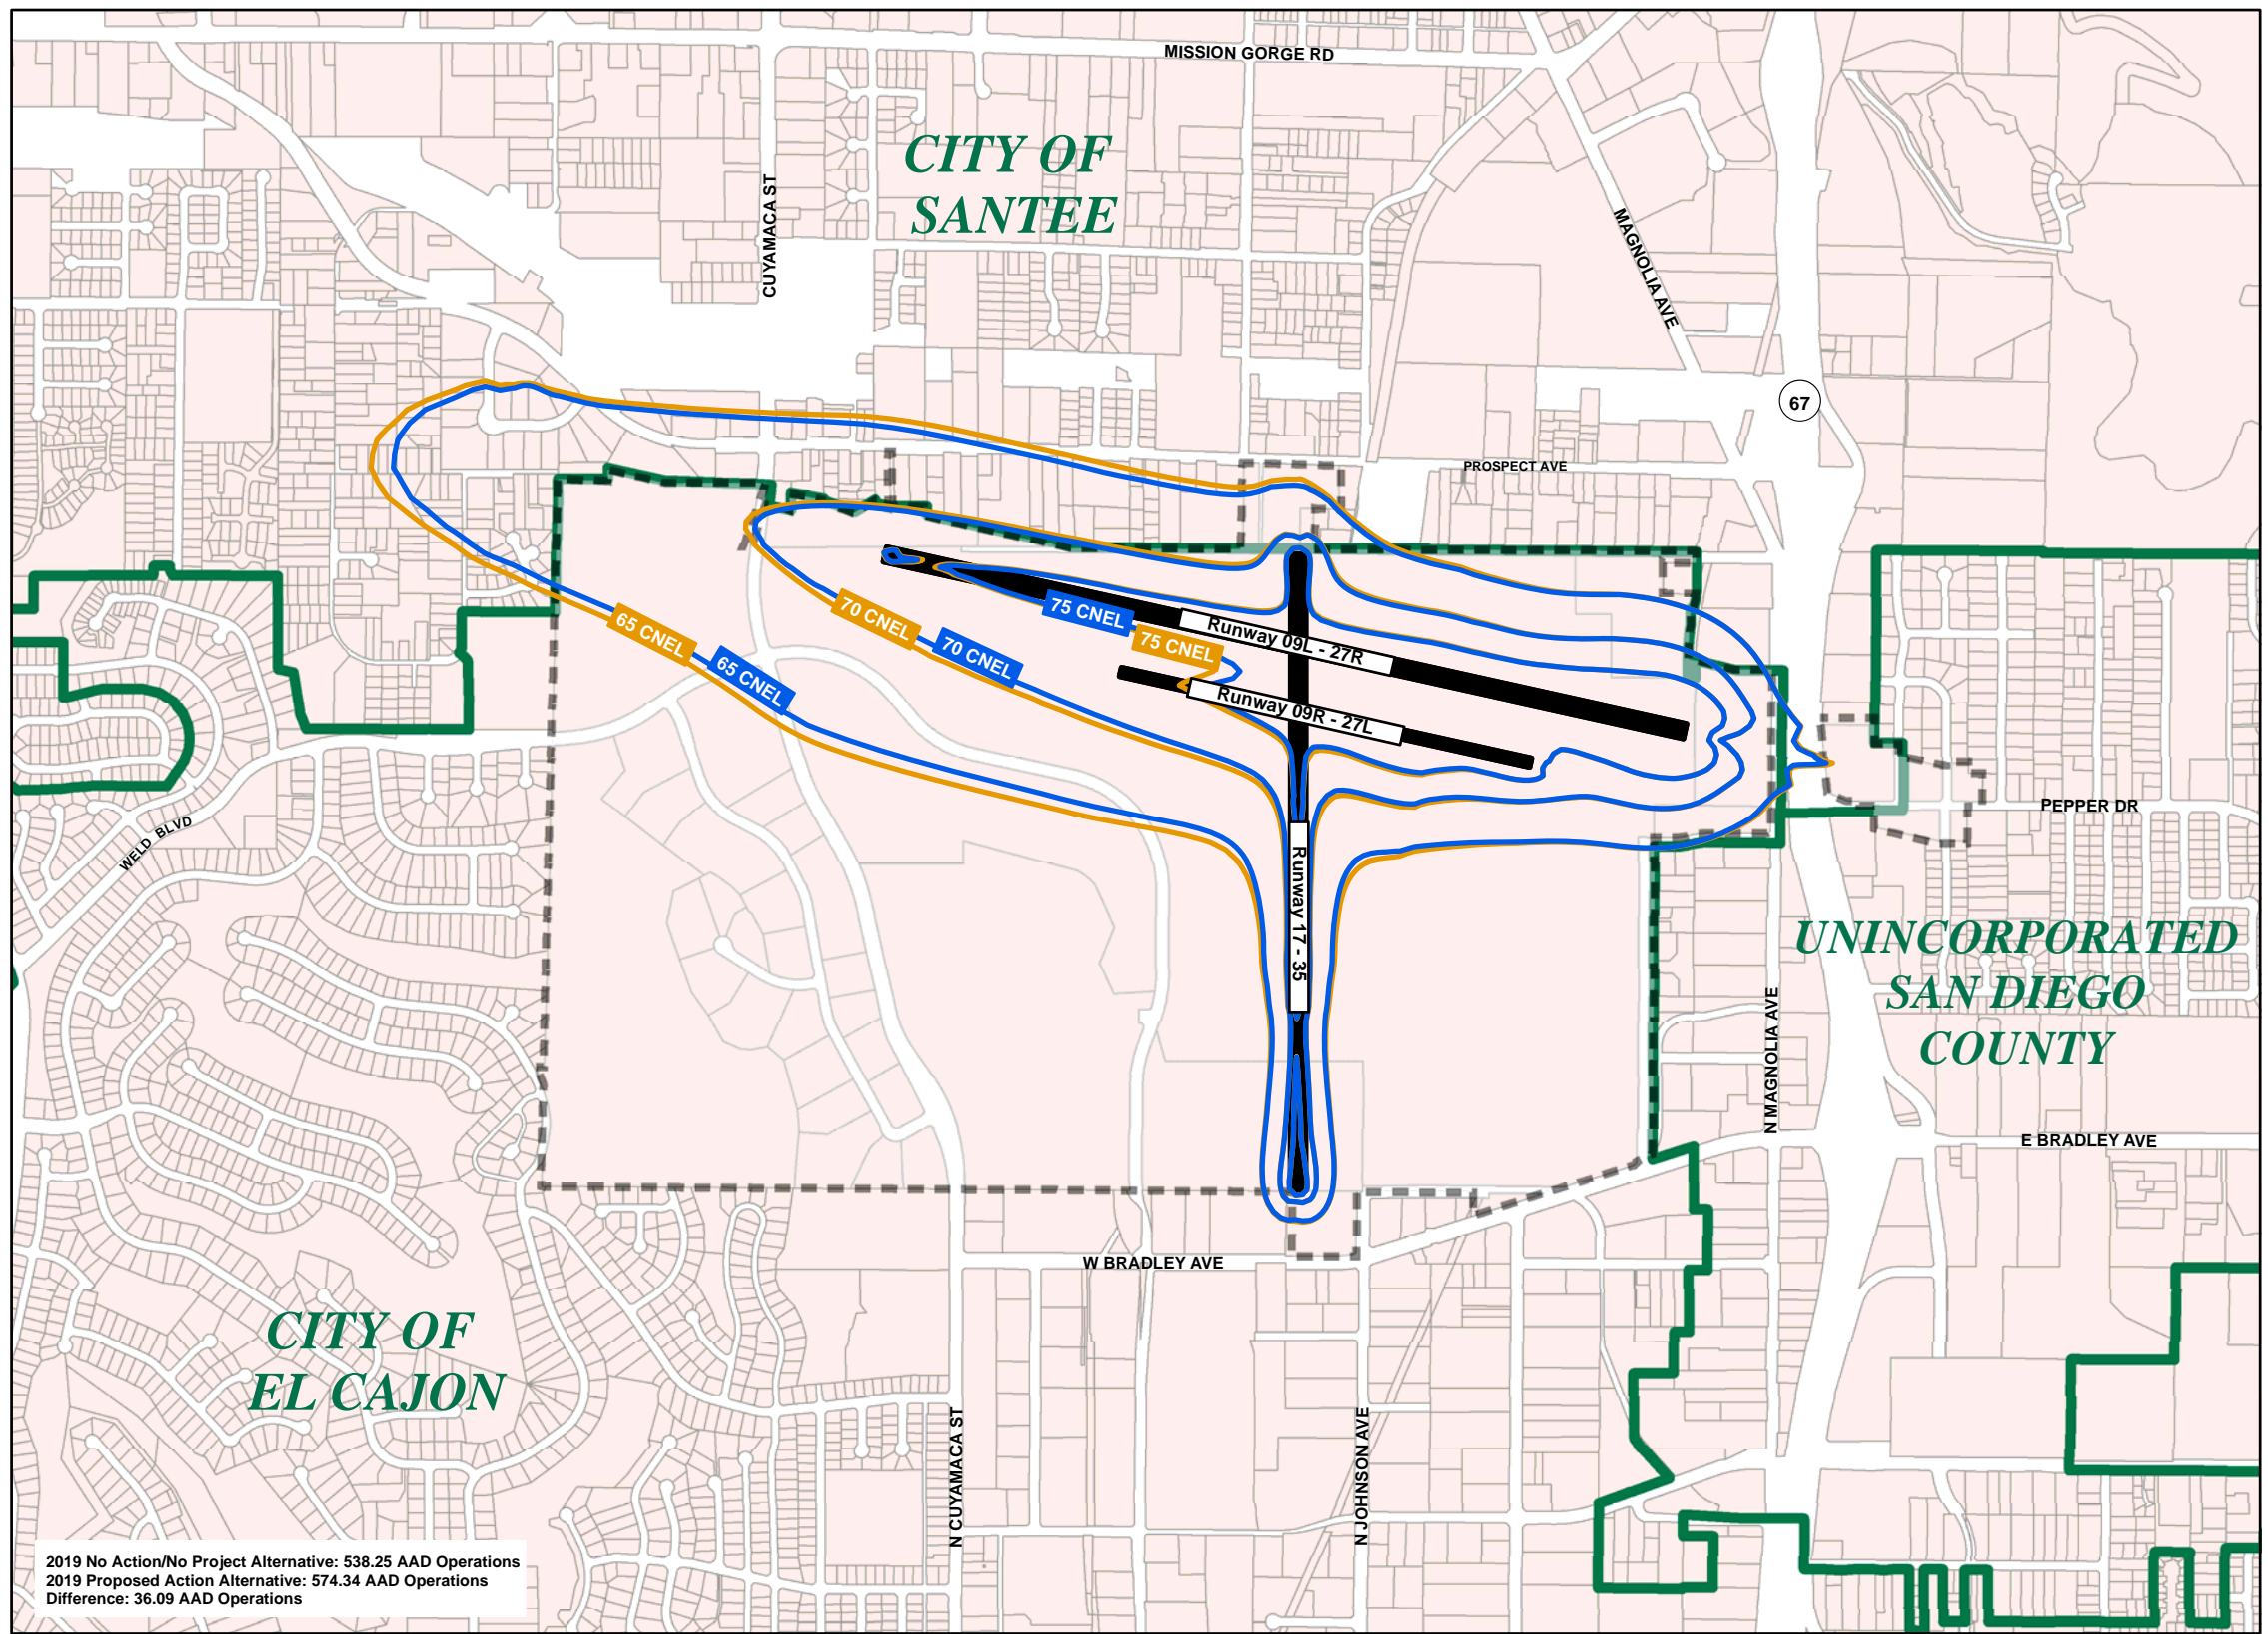 MISSION GORGE RD
CITY OF
SANTEE
CUYAMACA ST
MAGNOLIA AVE
67
PROSPECT AVE
65 CNEL
70 CNEL
75 CNEL
65 CNEL
70 CNEL
75 CNEL
Runway 09L - 27R
Runway 09R - 27L
Runway 17 - 35
WELD BLVD
PEPPER DR
UNINCORPORATED
SAN DIEGO
COUNTY
N MAGNOLIA AVE
E BRADLEY AVE
W BRADLEY AVE
CITY OF
EL CAJON
N CUYAMACA ST
N JOHNSON AVE
2019 No Action/No Project Alternative: 538.25 AAD Operations
2019 Proposed Action Alternative: 574.34 AAD Operations
Difference: 36.09 AAD Operations